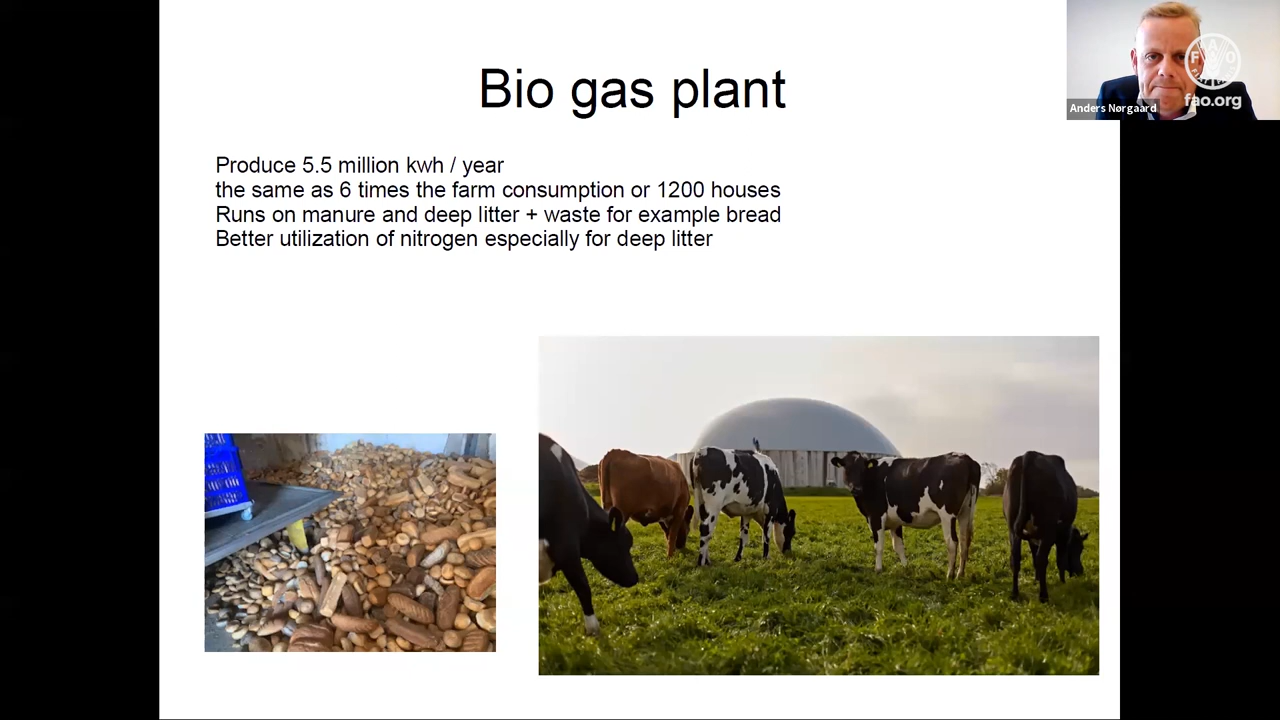 Bio gas plant
Produce 5.5 million kwh / year
the same as 6 times the farm consumption or 1200 houses
Runs on manure and deep litter + waste for example bread
Better utilization of nitrogen especially for deep litter
Anders Nørgaard
FAO
fao.org